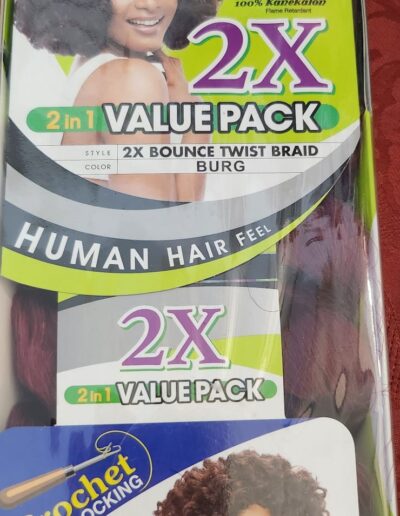 100% Kanekalon
Flame Retardant
2X
2 in 1 VALUE PACK
STYLE 2X BOUNCE TWIST BRAID
COLOR BURG
HUMAN HAIR FEEL
2X
2 in 1 VALUE PACK
Crochet
LOCKING